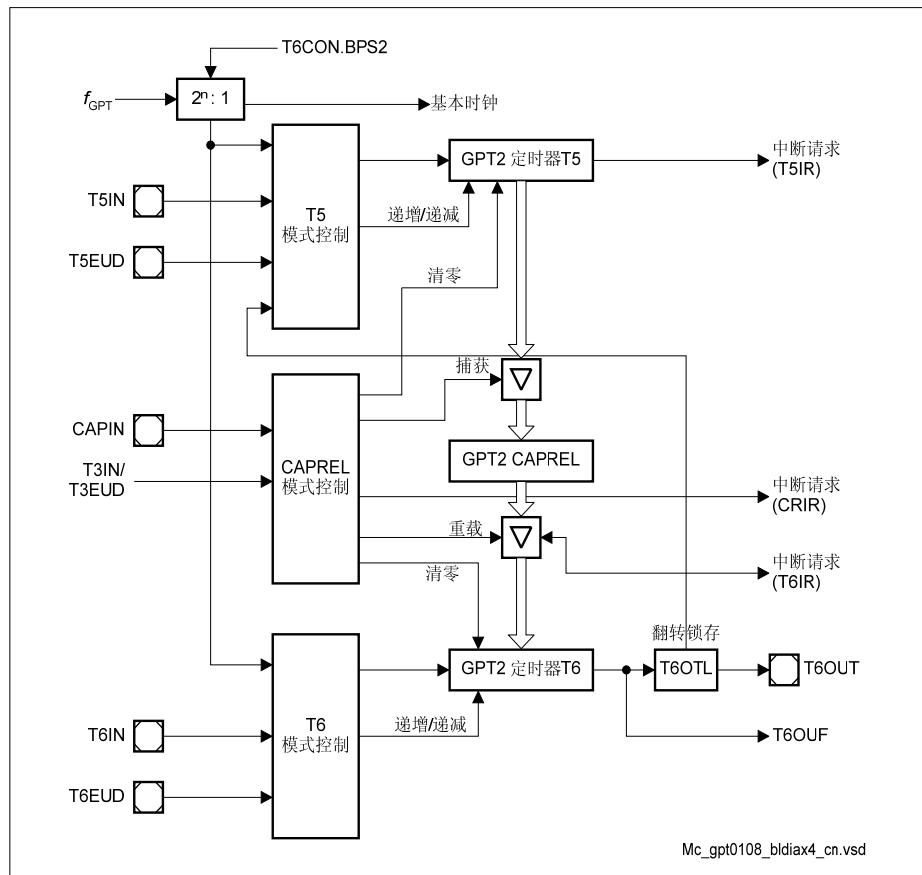 T6CON.BPS2
fGPT
2ⁿ : 1
基本时钟
GPT2 定时器T5
中断请求
(T5IR)
T5IN
T5
模式控制
递增/递减
T5EUD
清零
捕获
CAPIN
CAPREL
模式控制
GPT2 CAPREL
T3IN/
T3EUD
中断请求
(CRIR)
重载
清零
中断请求
(T6IR)
翻转锁存
GPT2 定时器T6
T6OTL
T6OUT
T6
模式控制
T6IN
递增/递减
T6OUF
T6EUD
Mc_gpt0108_bldiax4_cn.vsd